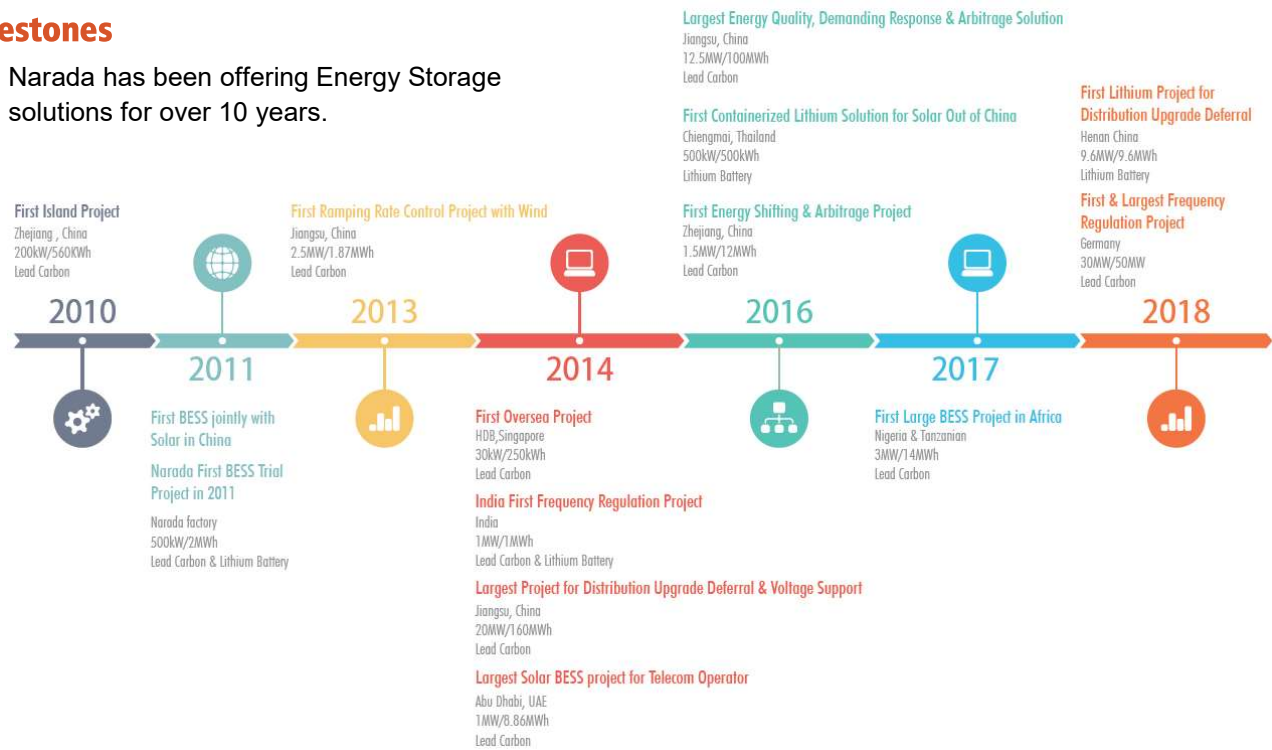 estones
Narada has been offering Energy Storage
solutions for over 10 years.
First Island Project
Zhejiang , China
200kW/560KWh
Lead Carbon
2010
2011
First BESS jointly with
Solar in China
Narada First BESS Trial
Project in 2011
Narada factory
500kW/2MWh
Lead Carbon & Lithium Battery
First Ramping Rate Control Project with Wind
Jiangsu, China
2.5MW/1.87MWh
Lead Carbon
2013
2014
First Oversea Project
HDB,Singapore
30kW/250kWh
Lead Carbon
India First Frequency Regulation Project
India
1MW/1MWh
Lead Carbon & Lithium Battery
Largest Project for Distribution Upgrade Deferral & Voltage Support
Jiangsu, China
20MW/160MWh
Lead Carbon
Largest Solar BESS project for Telecom Operator
Abu Dhabi, UAE
1MW/8.86MWh
Lead Carbon
Largest Energy Quality, Demanding Response & Arbitrage Solution
Jiangsu, China
12.5MW/100MWh
Lead Carbon
First Containerized Lithium Solution for Solar Out of China
Chiengmai, Thailand
500kW/500kWh
Lithium Battery
First Energy Shifting & Arbitrage Project
Zhejiang, China
1.5MW/12MWh
Lead Carbon
2016
2017
First Large BESS Project in Africa
Nigeria & Tanzanian
3MW/14MWh
Lead Carbon
First Lithium Project for
Distribution Upgrade Deferral
Henan China
9.6MW/9.6MWh
Lithium Battery
First & Largest Frequency
Regulation Project
Germany
30MW/50MW
Lead Carbon
2018